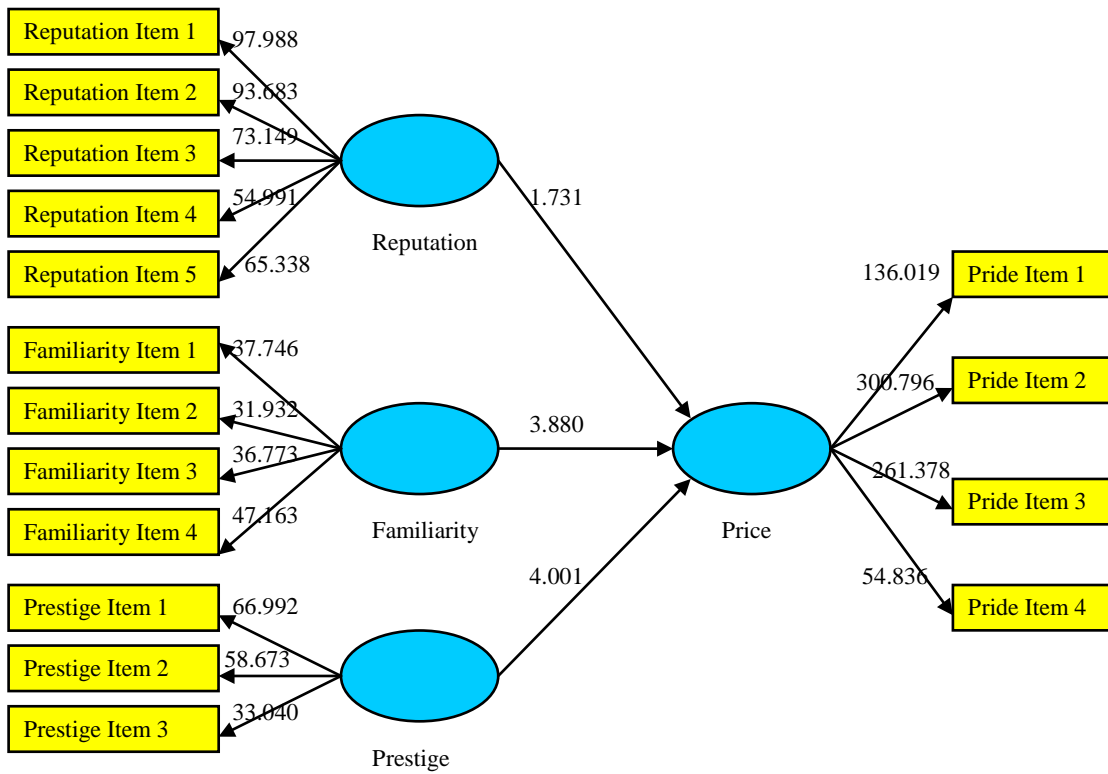 Reputation Item 1
97.988
Reputation Item 2
93.683
Reputation Item 3
73.149
Reputation Item 4
54.991
Reputation Item 5
65.338
Reputation
1.731
Familiarity Item 1
37.746
Familiarity Item 2
31.932
Familiarity Item 3
36.773
Familiarity Item 4
47.163
Familiarity
3.880
Prestige Item 1
66.992
Prestige Item 2
58.673
Prestige Item 3
33.040
Prestige
4.001
Price
136.019
Pride Item 1
300.796
Pride Item 2
261.378
Pride Item 3
54.836
Pride Item 4